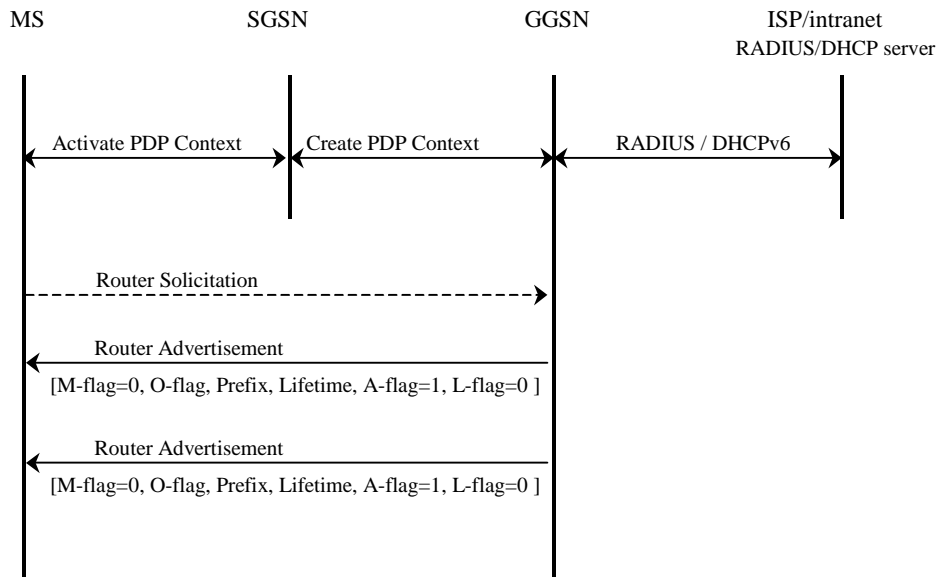 MS
SGSN
GGSN
ISP/intranet
RADIUS/DHCP server
Activate PDP Context
Create PDP Context
RADIUS / DHCPv6
Router Solicitation
Router Advertisement
[M-flag=0, O-flag, Prefix, Lifetime, A-flag=1, L-flag=0 ]
Router Advertisement
[M-flag=0, O-flag, Prefix, Lifetime, A-flag=1, L-flag=0 ]